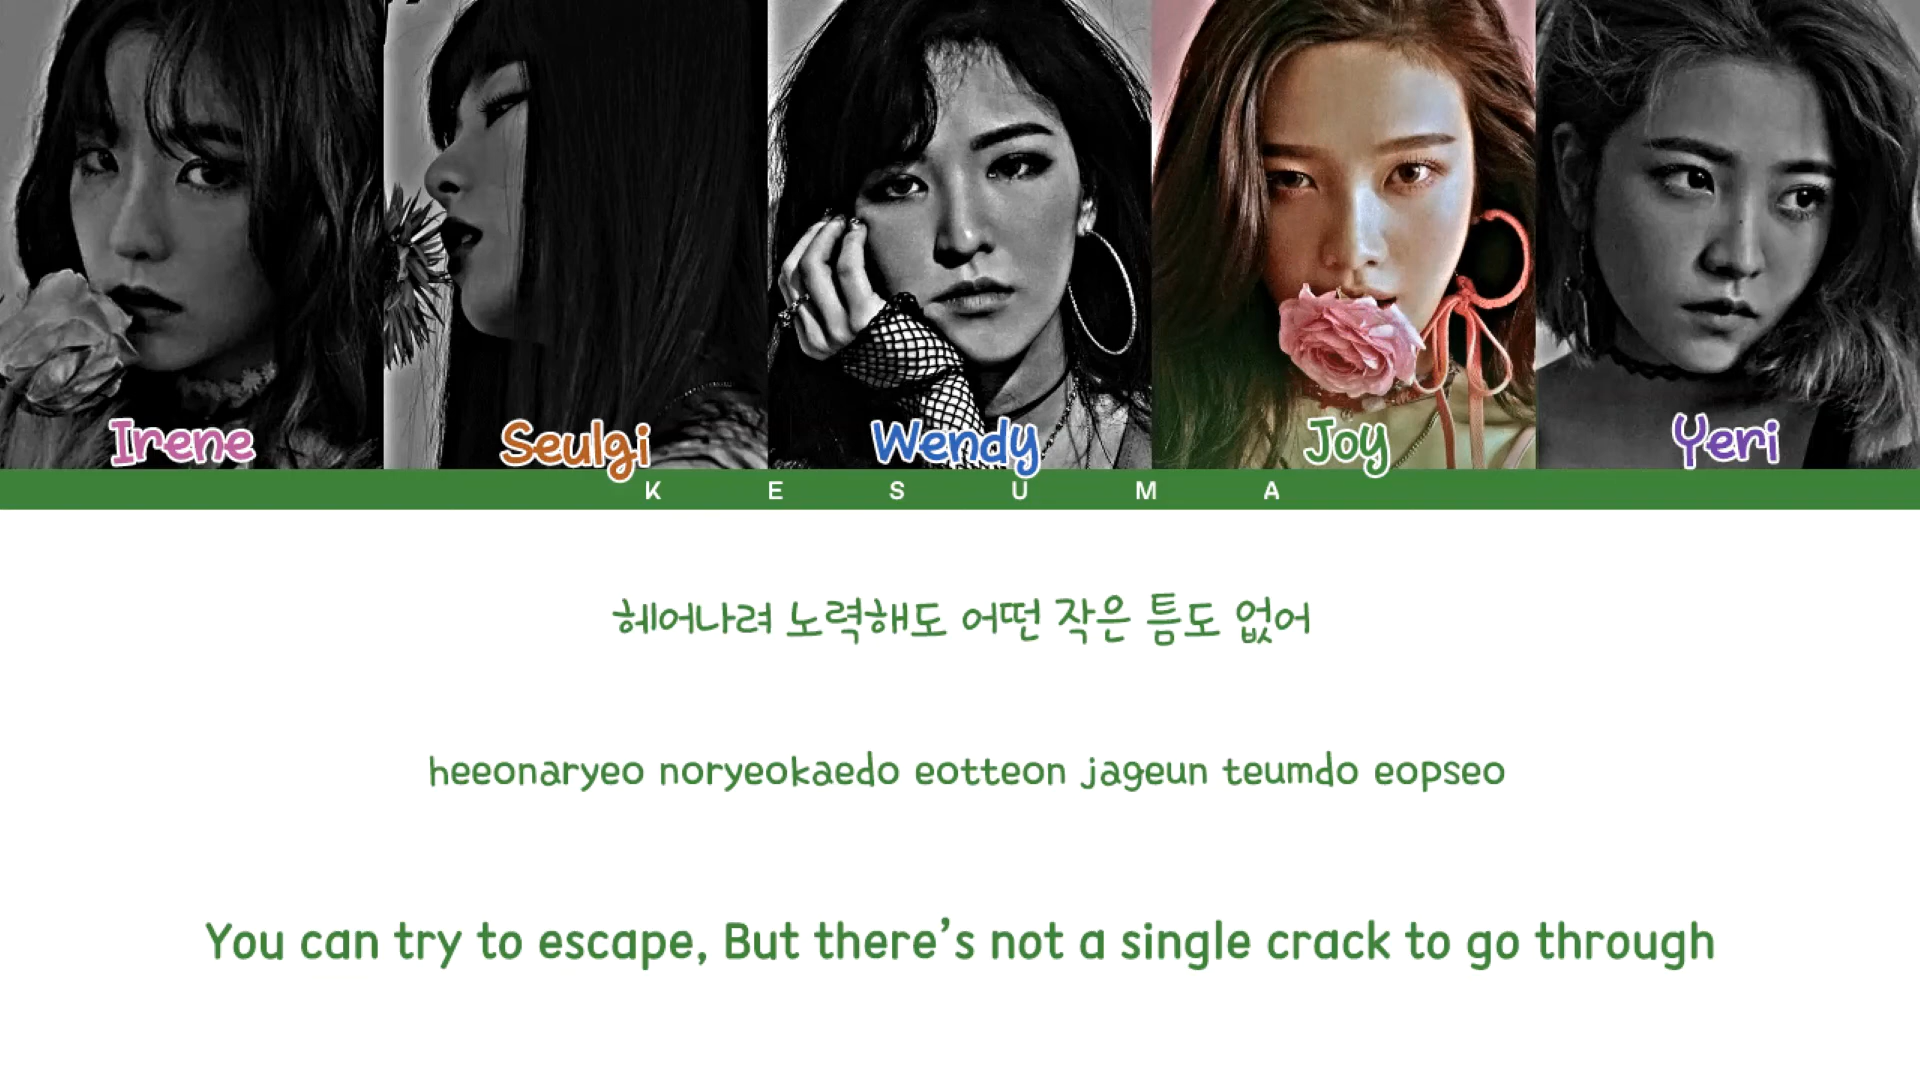 Irene Seulgi Wendy Joy Yeri
K E S U M A
헤어나려 노력해도 어떤 작은 틈도 없어
heeonaryeo noryeokaedo eotteon jageun teumdo eopseo
You can try to escape, But there's not a single crack to go through